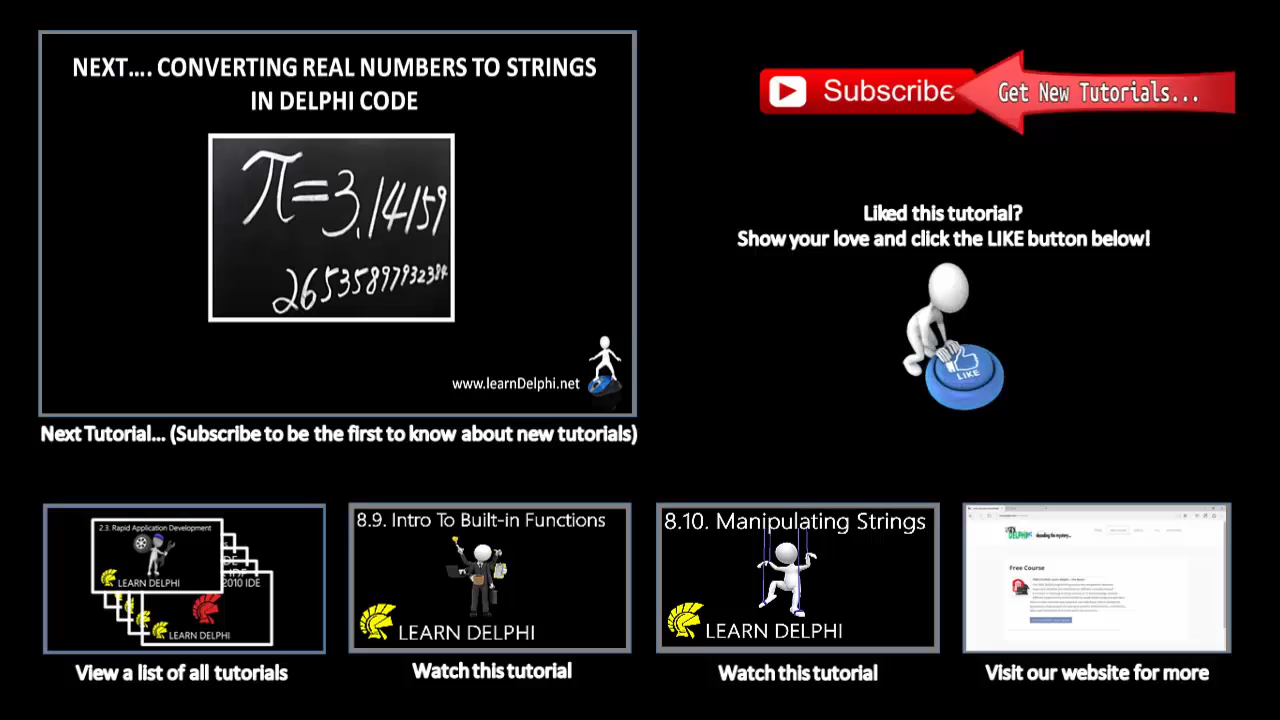 NEXT.... CONVERTING REAL NUMBERS TO STRINGS
IN DELPHI CODE
π=3.14159
26535897932384
www.learnDelphi.net
Next Tutorial... (Subscribe to be the first to know about new tutorials)
Subscribe
Get New Tutorials...
Liked this tutorial?
Show your love and click the LIKE button below!
LIKE
2.3. Rapid Application Development
LEARN DELPHI
2010 IDE
LEARN DELPHI
View a list of all tutorials
8.9. Intro To Built-in Functions
LEARN DELPHI
Watch this tutorial
8.10. Manipulating Strings
LEARN DELPHI
Watch this tutorial
DELPHI
Free Course
Visit our website for more